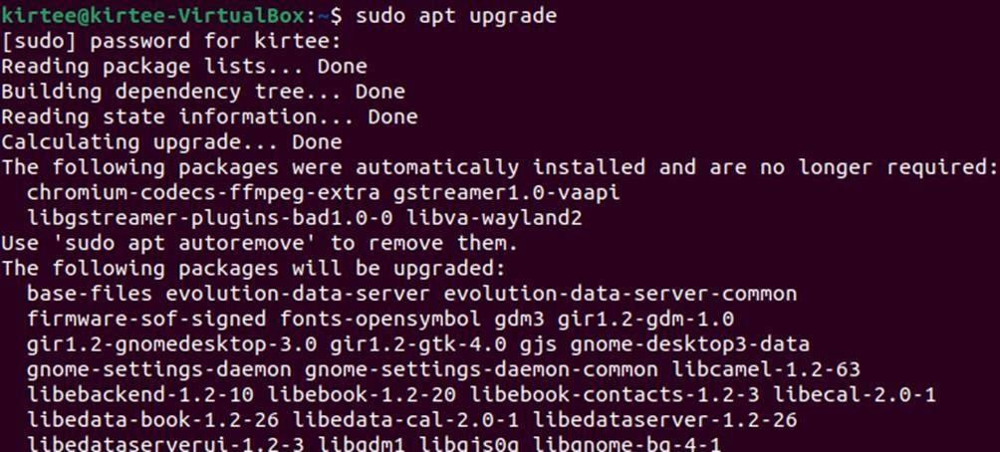 kirtee@kirtee-VirtualBox:~$ sudo apt upgrade
[sudo] password for kirtee:
Reading package lists... Done
Building dependency tree... Done
Reading state information... Done
Calculating upgrade... Done
The following packages were automatically installed and are no longer required:
  chromium-codecs-ffmpeg-extra gstreamer1.0-vaapi
  libgstreamer-plugins-bad1.0-0 libva-wayland2
Use 'sudo apt autoremove' to remove them.
The following packages will be upgraded:
  base-files evolution-data-server evolution-data-server-common
  firmware-sof-signed fonts-opensymbol gdm3 gir1.2-gdm-1.0
  gir1.2-gnomedesktop-3.0 gir1.2-gtk-4.0 gjs gnome-desktop3-data
  gnome-settings-daemon gnome-settings-daemon-common libcamel-1.2-63
  libebackend-1.2-10 libebook-1.2-20 libebook-contacts-1.2-3 libecal-2.0-1
  libedata-book-1.2-26 libedata-cal-2.0-1 libedataserver-1.2-26
  libedataserverui-1.2-3 libgdm1 libgjs0g libgnome-bg-4-1